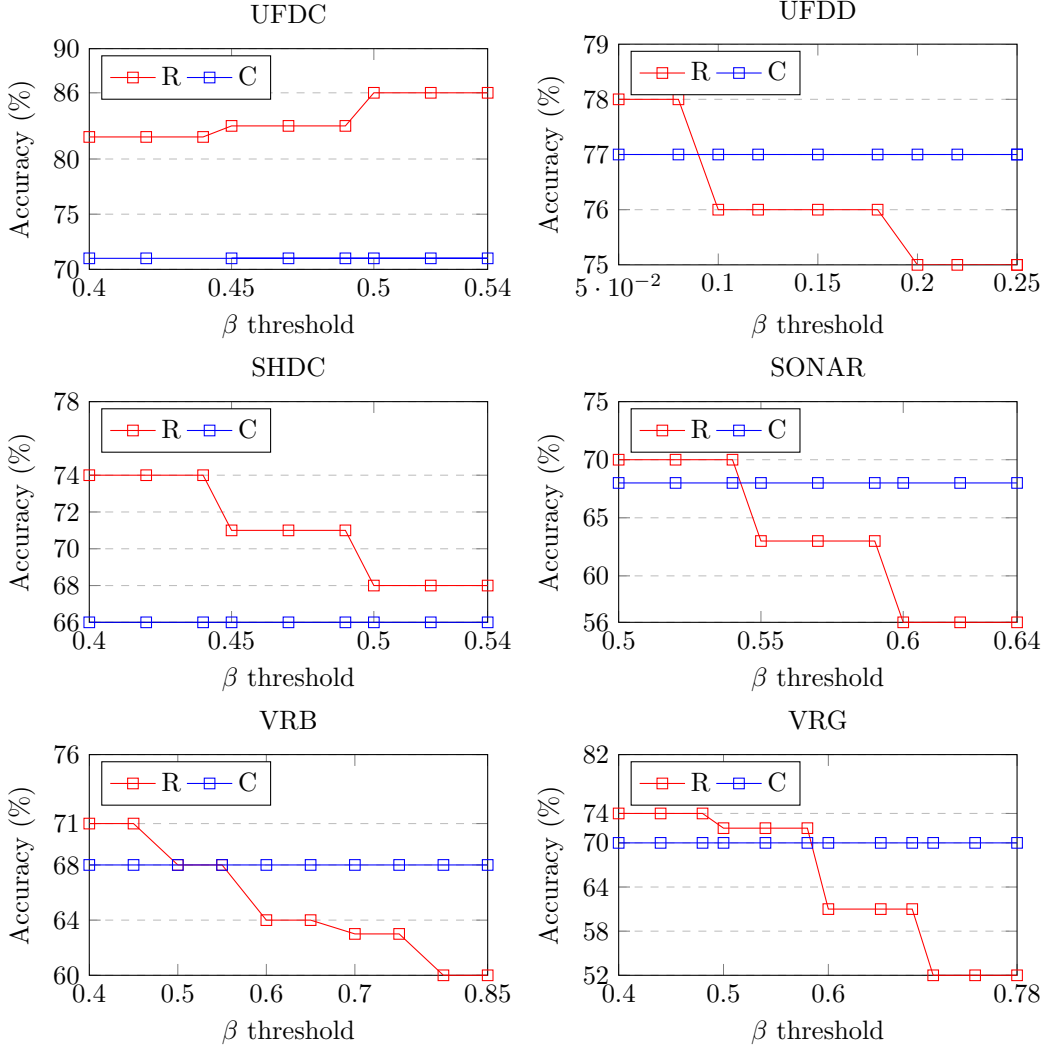 UFDC
Accuracy (%)
90
86
80
75
70
R C
0.4 0.45 0.5 0.54
β threshold
UFDD
Accuracy (%)
79
78
77
76
75
R C
5 · 10⁻² 0.1 0.15 0.2 0.25
β threshold
SHDC
Accuracy (%)
78
74
72
70
68
66
R C
0.4 0.45 0.5 0.54
β threshold
SONAR
Accuracy (%)
75
70
65
60
56
R C
0.5 0.55 0.6 0.64
β threshold
VRB
Accuracy (%)
76
71
68
64
60
R C
0.4 0.5 0.6 0.7 0.85
β threshold
VRG
Accuracy (%)
82
74
70
64
58
52
R C
0.4 0.5 0.6 0.78
β threshold